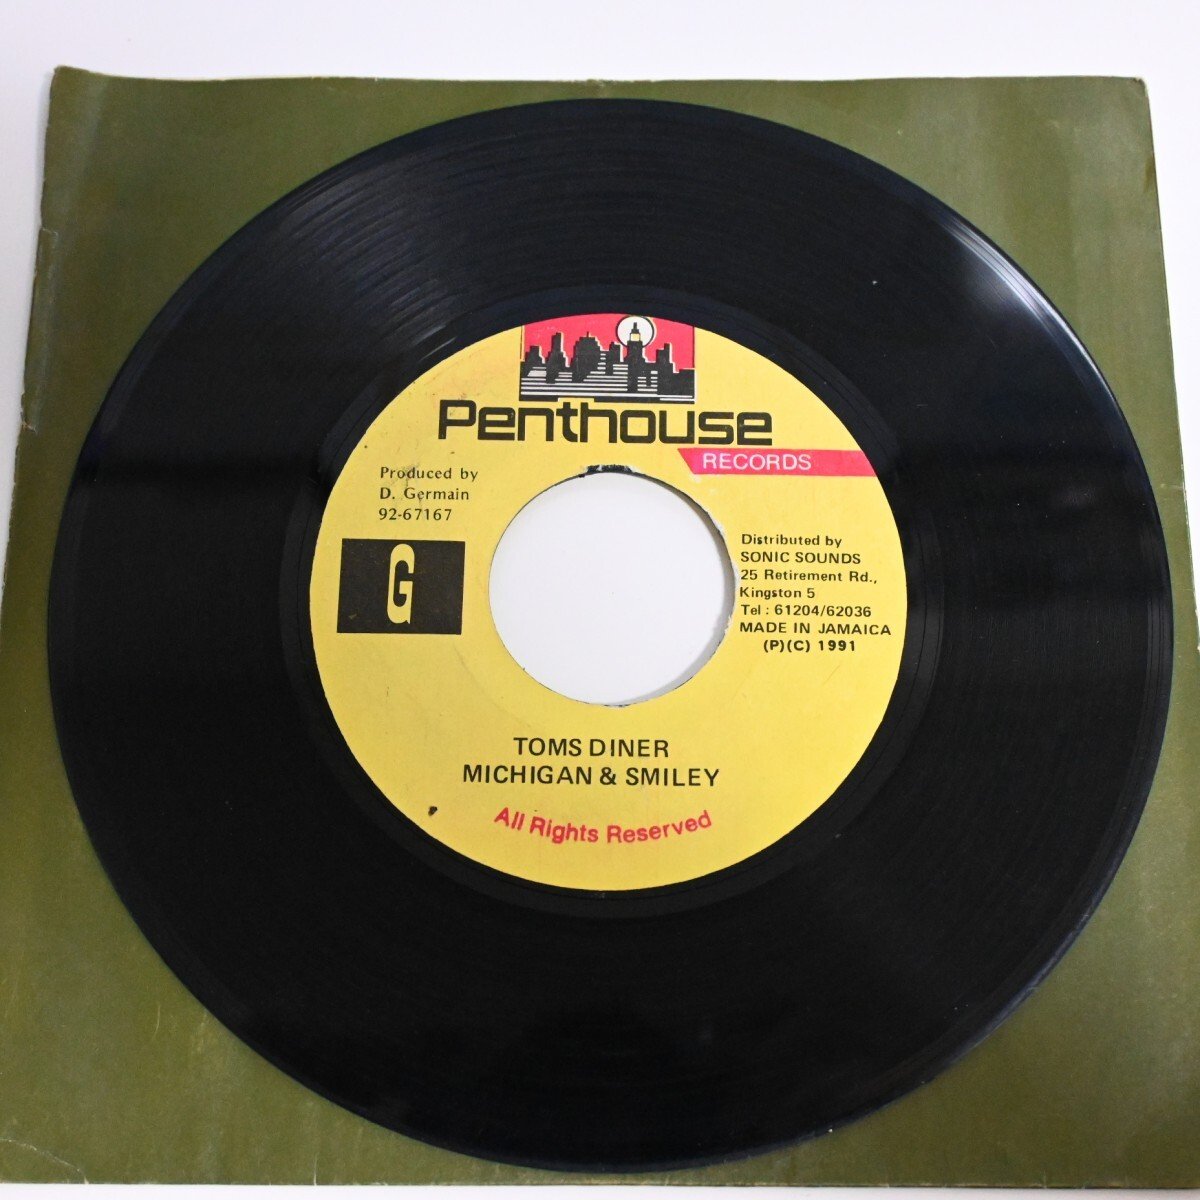 Penthouse
RECORDS
Produced by
D. Germain
92-67167
G
Distributed by
SONIC SOUNDS
25 Retirement Rd.,
Kingston 5
Tel : 61204/62036
MADE IN JAMAICA
(P)(C) 1991
TOMS DINER
MICHIGAN & SMILEY
All Rights Reserved